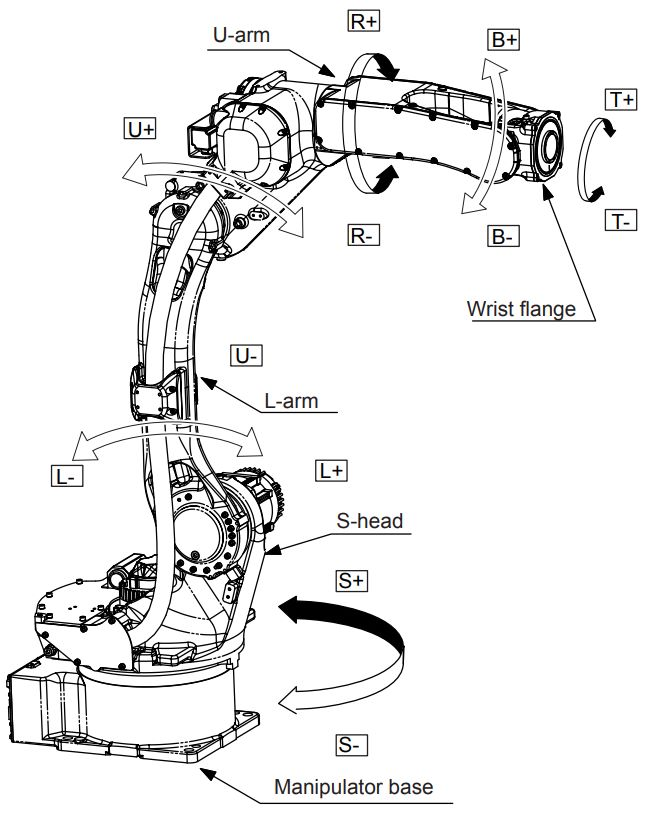 R+
U-arm
B+
T+
U+
R-
B-
T-
Wrist flange
U-
L-arm
L-
L+
S-head
S+
S-
Manipulator base